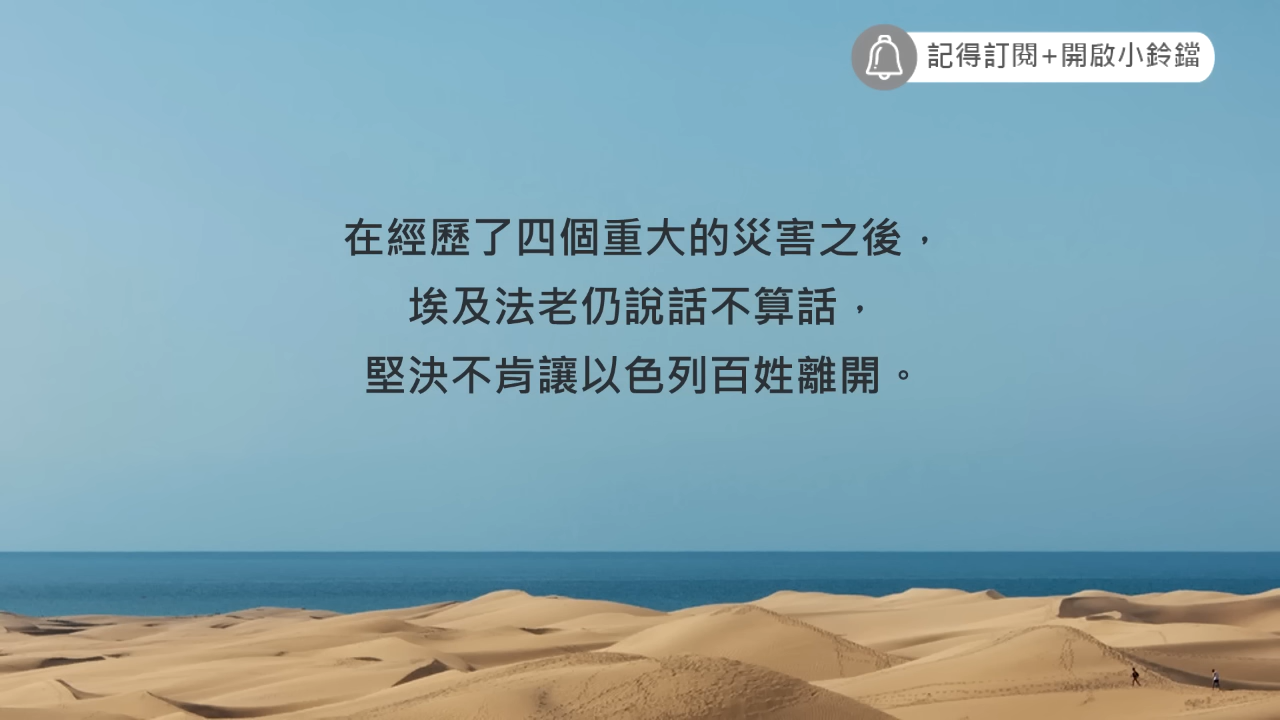 記得訂閱+開啟小鈴鐺
在經歷了四個重大的災害之後，
埃及法老仍說話不算話，
堅決不肯讓以色列百姓離開。